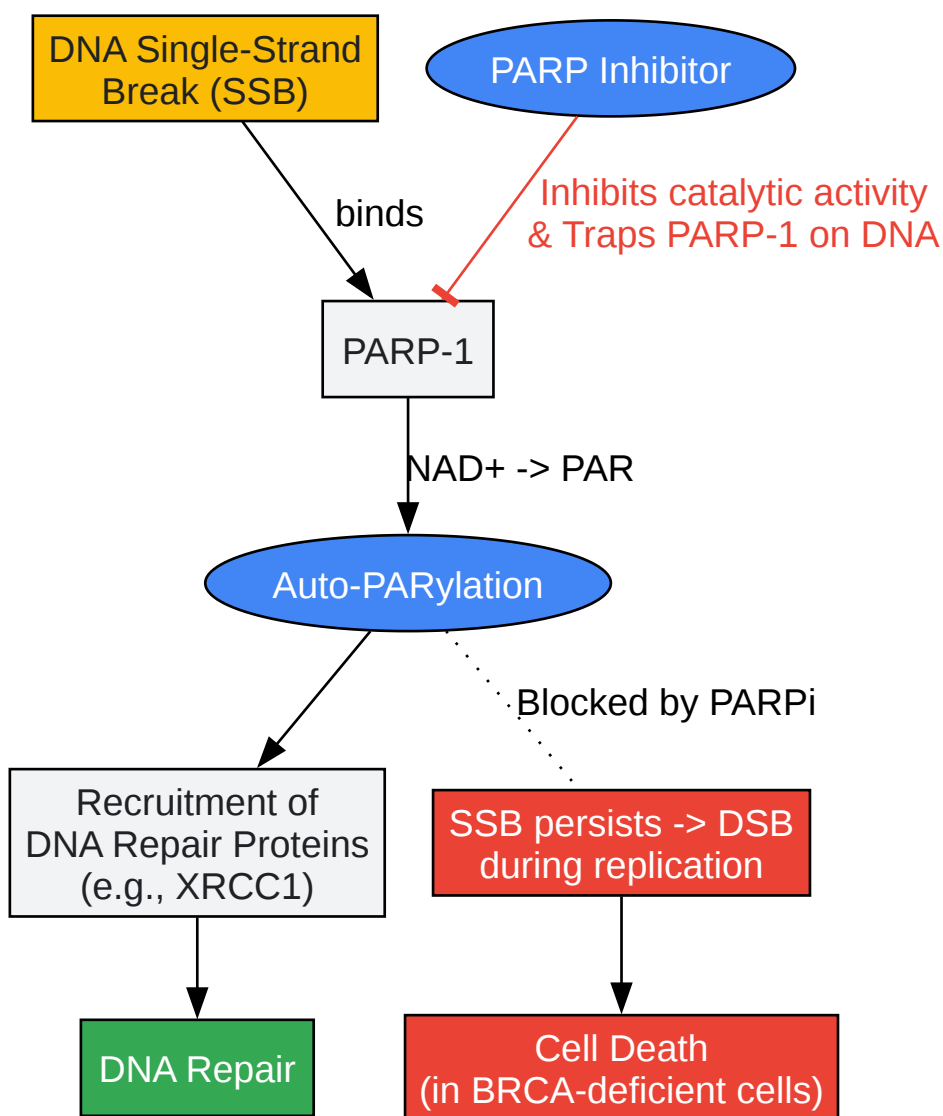 DNA Single-Strand
Break (SSB)
PARP Inhibitor
binds
Inhibits catalytic activity
& Traps PARP-1 on DNA
PARP-1
NAD+ -> PAR
Auto-PARylation
Blocked by PARPi
Recruitment of
DNA Repair Proteins
(e.g., XRCC1)
SSB persists -> DSB
during replication
DNA Repair
Cell Death
(in BRCA-deficient cells)